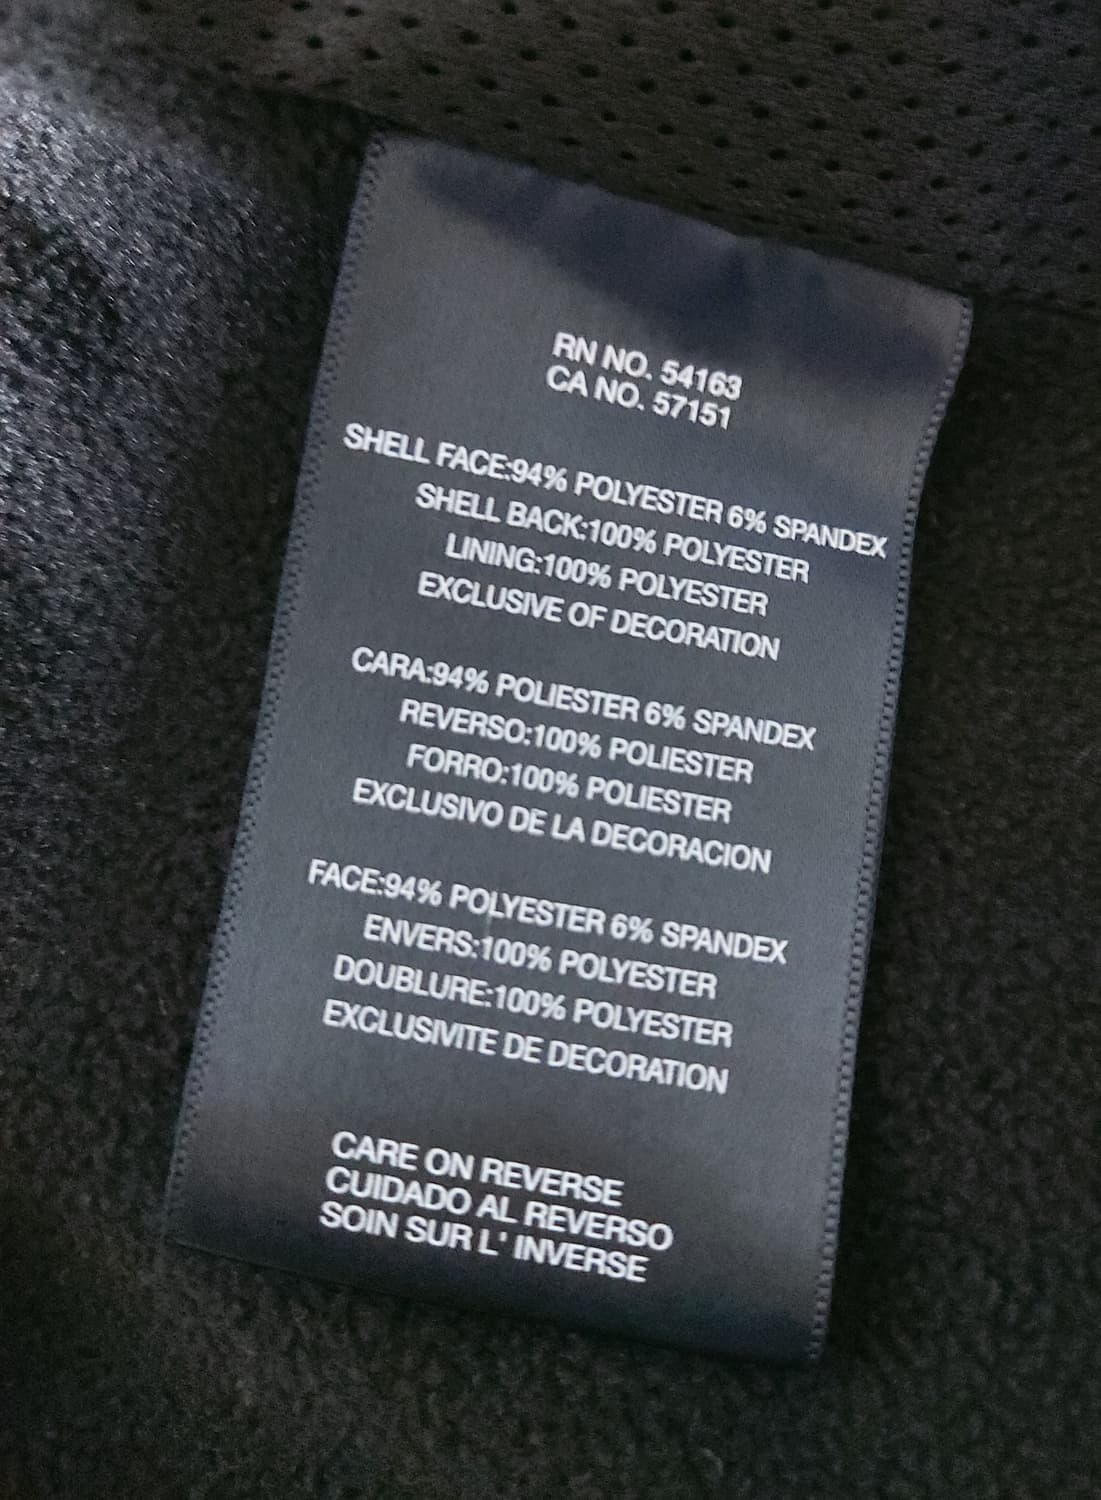 RN NO. 54163
CA NO. 57151
SHELL FACE:94% POLYESTER 6% SPANDEX
SHELL BACK:100% POLYESTER
LINING:100% POLYESTER
EXCLUSIVE OF DECORATION
CARA:94% POLIESTER 6% SPANDEX
REVERSO:100% POLIESTER
FORRO:100% POLIESTER
EXCLUSIVO DE LA DECORACION
FACE:94% POLYESTER 6% SPANDEX
ENVERS:100% POLYESTER
DOUBLURE:100% POLYESTER
EXCLUSIVITE DE DECORATION
CARE ON REVERSE
CUIDADO AL REVERSO
SOIN SUR L' INVERSE